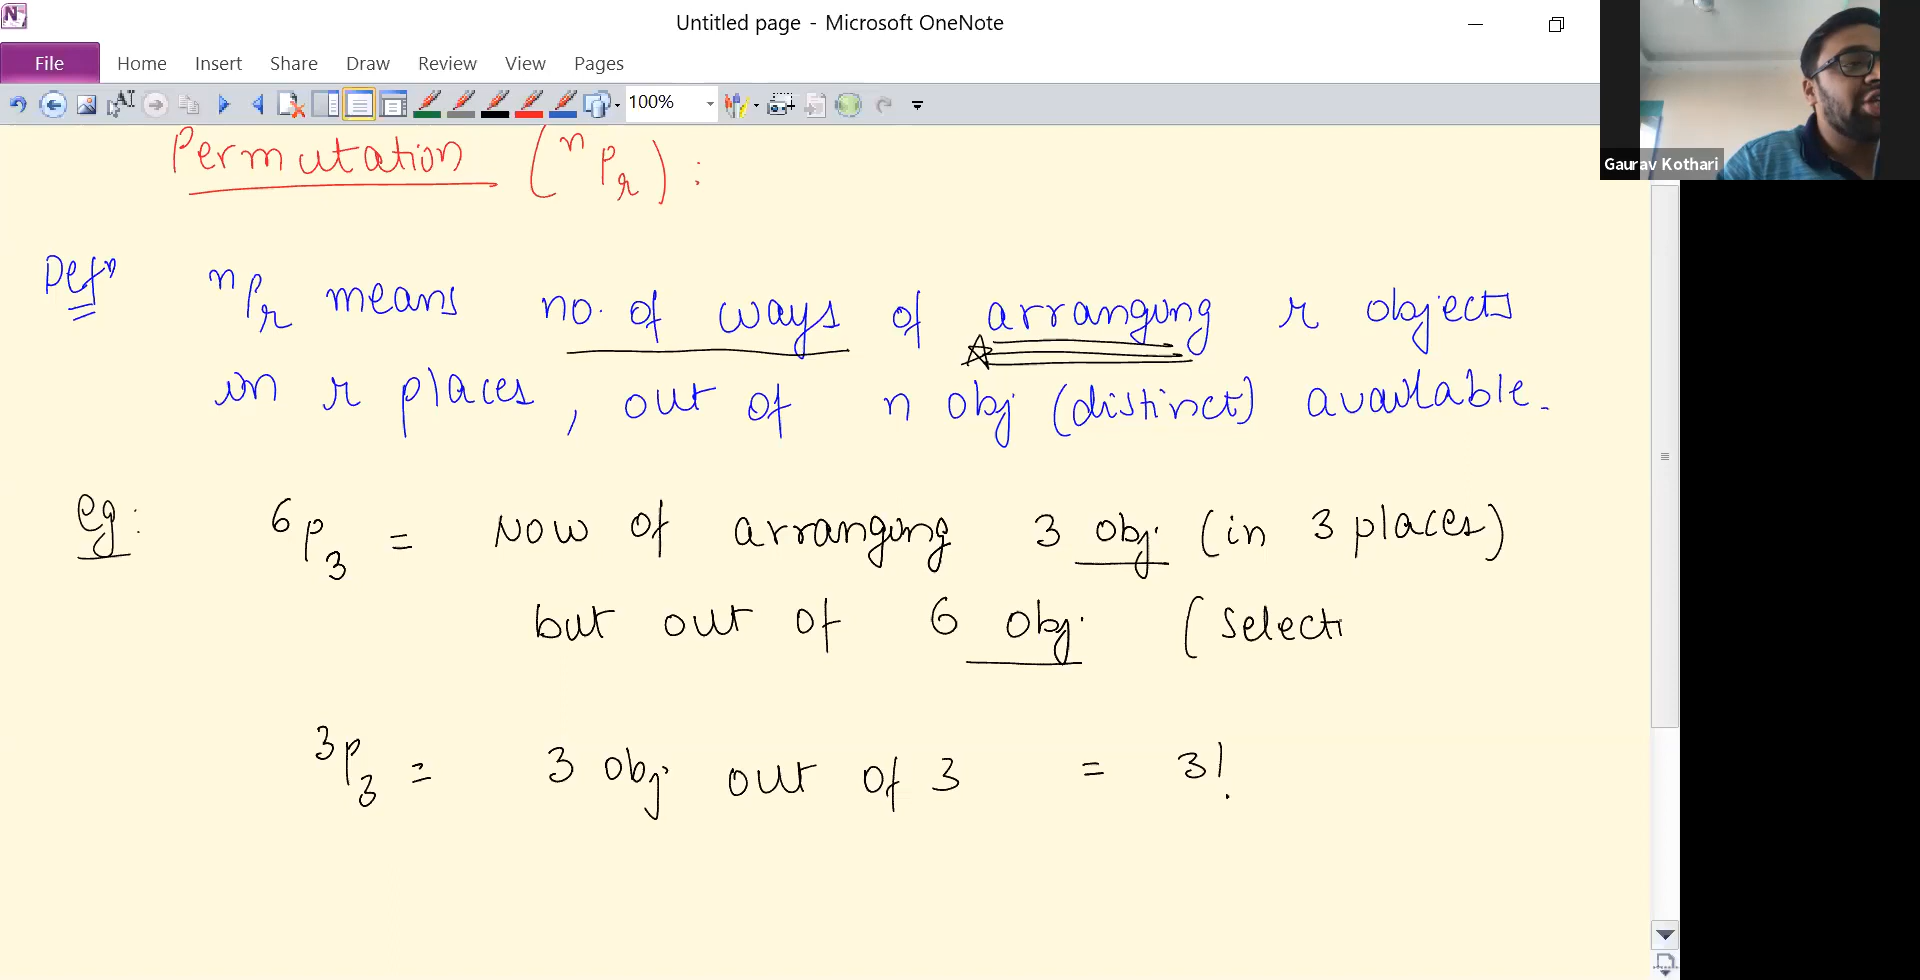 Untitled page - Microsoft OneNote
File Home Insert Share Draw Review View Pages
100%
Gaurav Kothari
Permutation (ⁿPᵣ) :
Defⁿ ⁿPᵣ means no. of ways of arranging r objects
in r places, out of n obj (distinct) available.
eg: ⁶P₃ = NOW of arranging 3 obj. (in 3 places)
but out of 6 obj. (Selecti
³P₃ = 3 obj. out of 3 = 3!